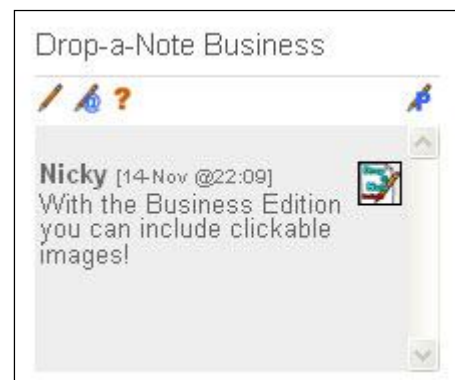 Drop-a-Note Business
@ ? P
Nicky [14-Nov @22:09]
With the Business Edition
you can include clickable
images!